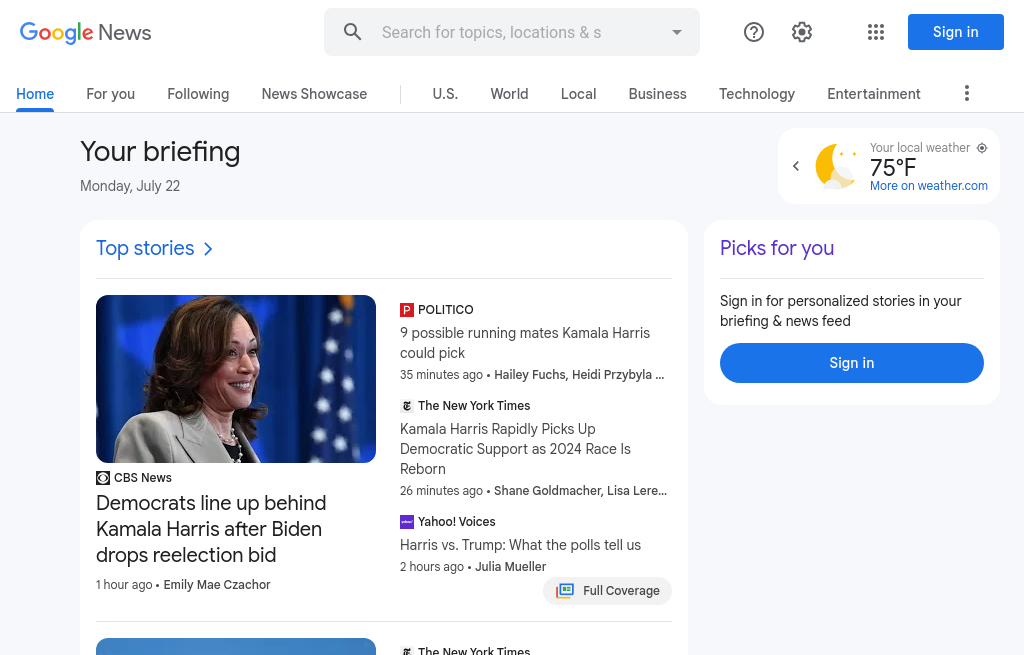 Google News
Search for topics, locations & s
Sign in
Home
For you
Following
News Showcase
U.S.
World
Local
Business
Technology
Entertainment
Your briefing
Monday, July 22
Your local weather
75°F
More on weather.com
Top stories
CBS News
Democrats line up behind
Kamala Harris after Biden
drops reelection bid
1 hour ago • Emily Mae Czachor
POLITICO
9 possible running mates Kamala Harris
could pick
35 minutes ago • Hailey Fuchs, Heidi Przybyla ...
The New York Times
Kamala Harris Rapidly Picks Up
Democratic Support as 2024 Race Is
Reborn
26 minutes ago • Shane Goldmacher, Lisa Lere...
Yahoo! Voices
Harris vs. Trump: What the polls tell us
2 hours ago • Julia Mueller
Full Coverage
The New York Times
Picks for you
Sign in for personalized stories in your
briefing & news feed
Sign in